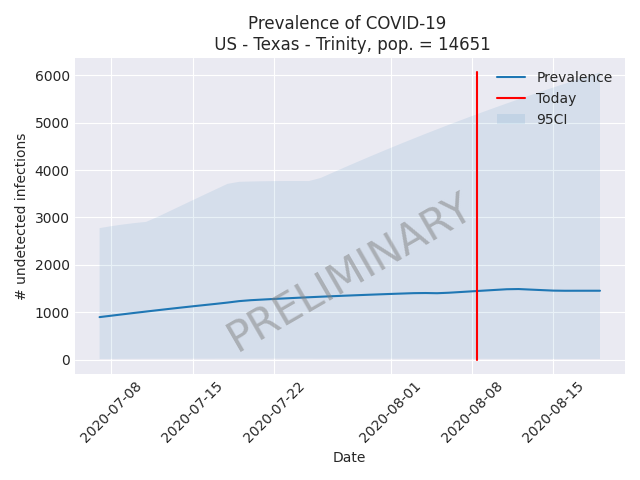 Prevalence of COVID-19
US - Texas - Trinity, pop. = 14651
6000
5000
4000
3000
2000
1000
0
# undetected infections
Prevalence
Today
95CI
PRELIMINARY
2020-07-08
2020-07-15
2020-07-22
2020-08-01
2020-08-08
2020-08-15
Date